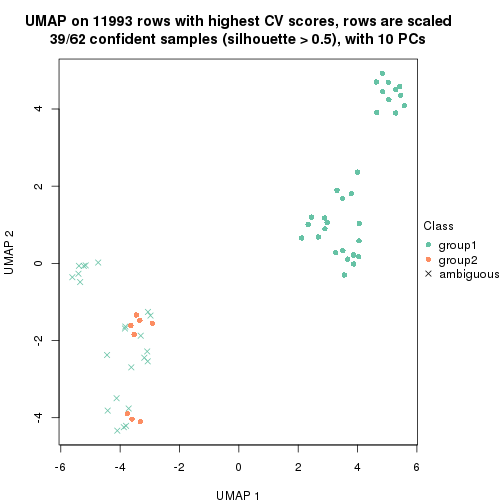 UMAP on 11993 rows with highest CV scores, rows are scaled
39/62 confident samples (silhouette > 0.5), with 10 PCs
UMAP 2
4
2
0
-2
-4
-6
-4
-2
0
2
4
6
UMAP 1
Class
group1
group2
ambiguous